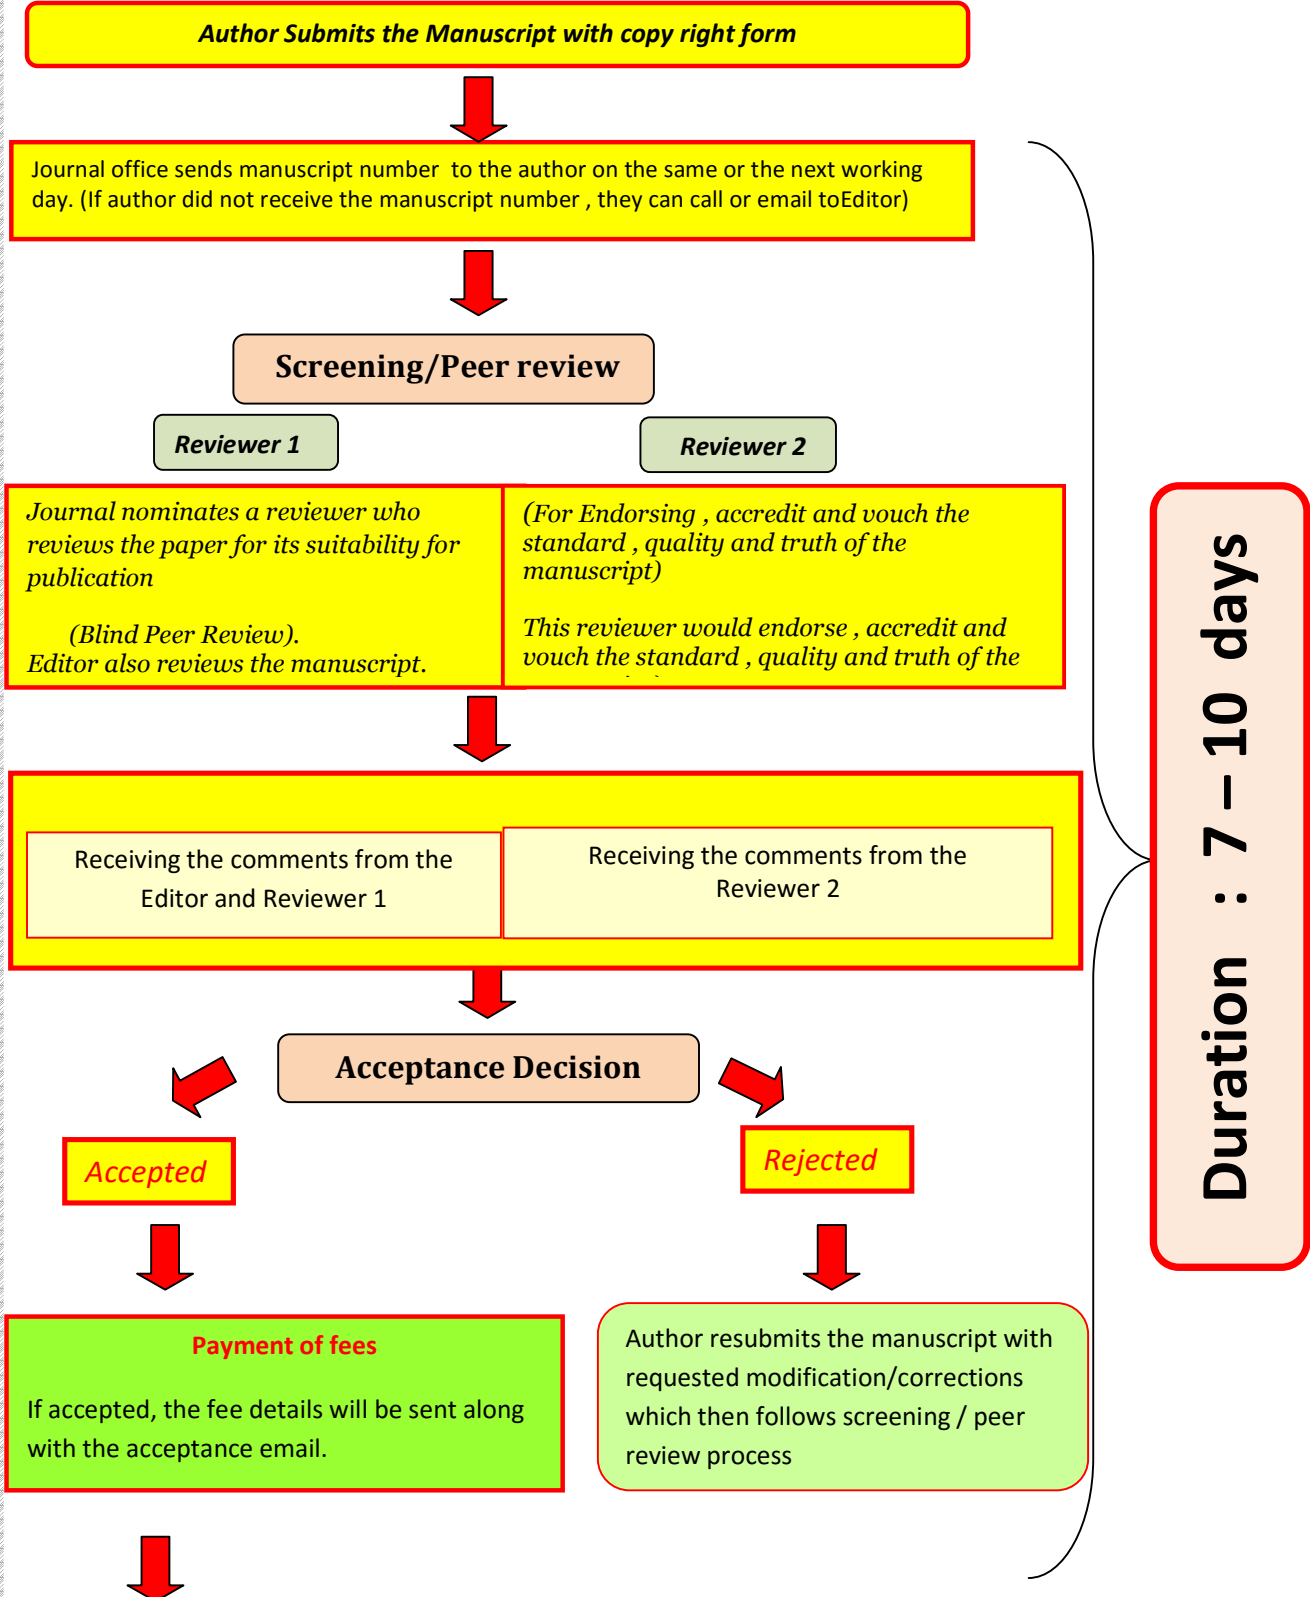 Author Submits the Manuscript with copy right form
Journal office sends manuscript number  to the author on the same or the next working
day. (If author did not receive the manuscript number , they can call or email toEditor)
Screening/Peer review
Reviewer 1
Reviewer 2
Journal nominates a reviewer who
reviews the paper for its suitability for
publication
(Blind Peer Review).
Editor also reviews the manuscript.
(For Endorsing , accredit and vouch the
standard , quality and truth of the
manuscript)
This reviewer would endorse , accredit and
vouch the standard , quality and truth of the
Receiving the comments from the
Editor and Reviewer 1
Receiving the comments from the
Reviewer 2
Acceptance Decision
Accepted
Rejected
Payment of fees
If accepted, the fee details will be sent along
with the acceptance email.
Author resubmits the manuscript with
requested modification/corrections
which then follows screening / peer
review process
Duration : 7 – 10 days